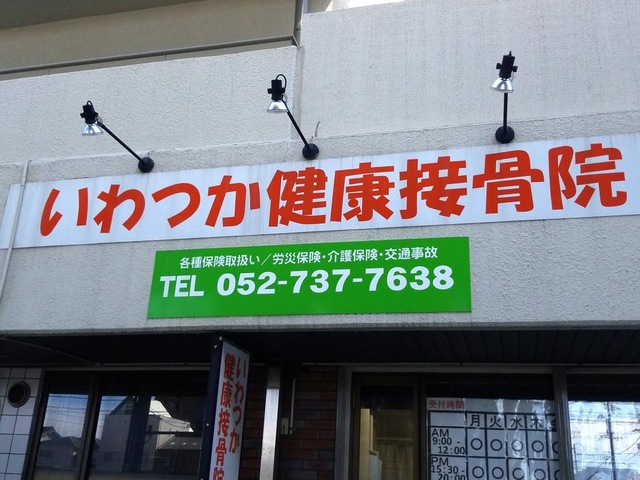 いわつか健康接骨院
各種保険取扱い／労災保険・介護保険・交通事故
TEL 052-737-7638
いわつか
健康接骨院
受付時間
月 火 水 木 金
AM
9:00 -
12:00
○ ○ ○ ○ ○
PM
15:30 -
20:00
○ ○ ○ ○